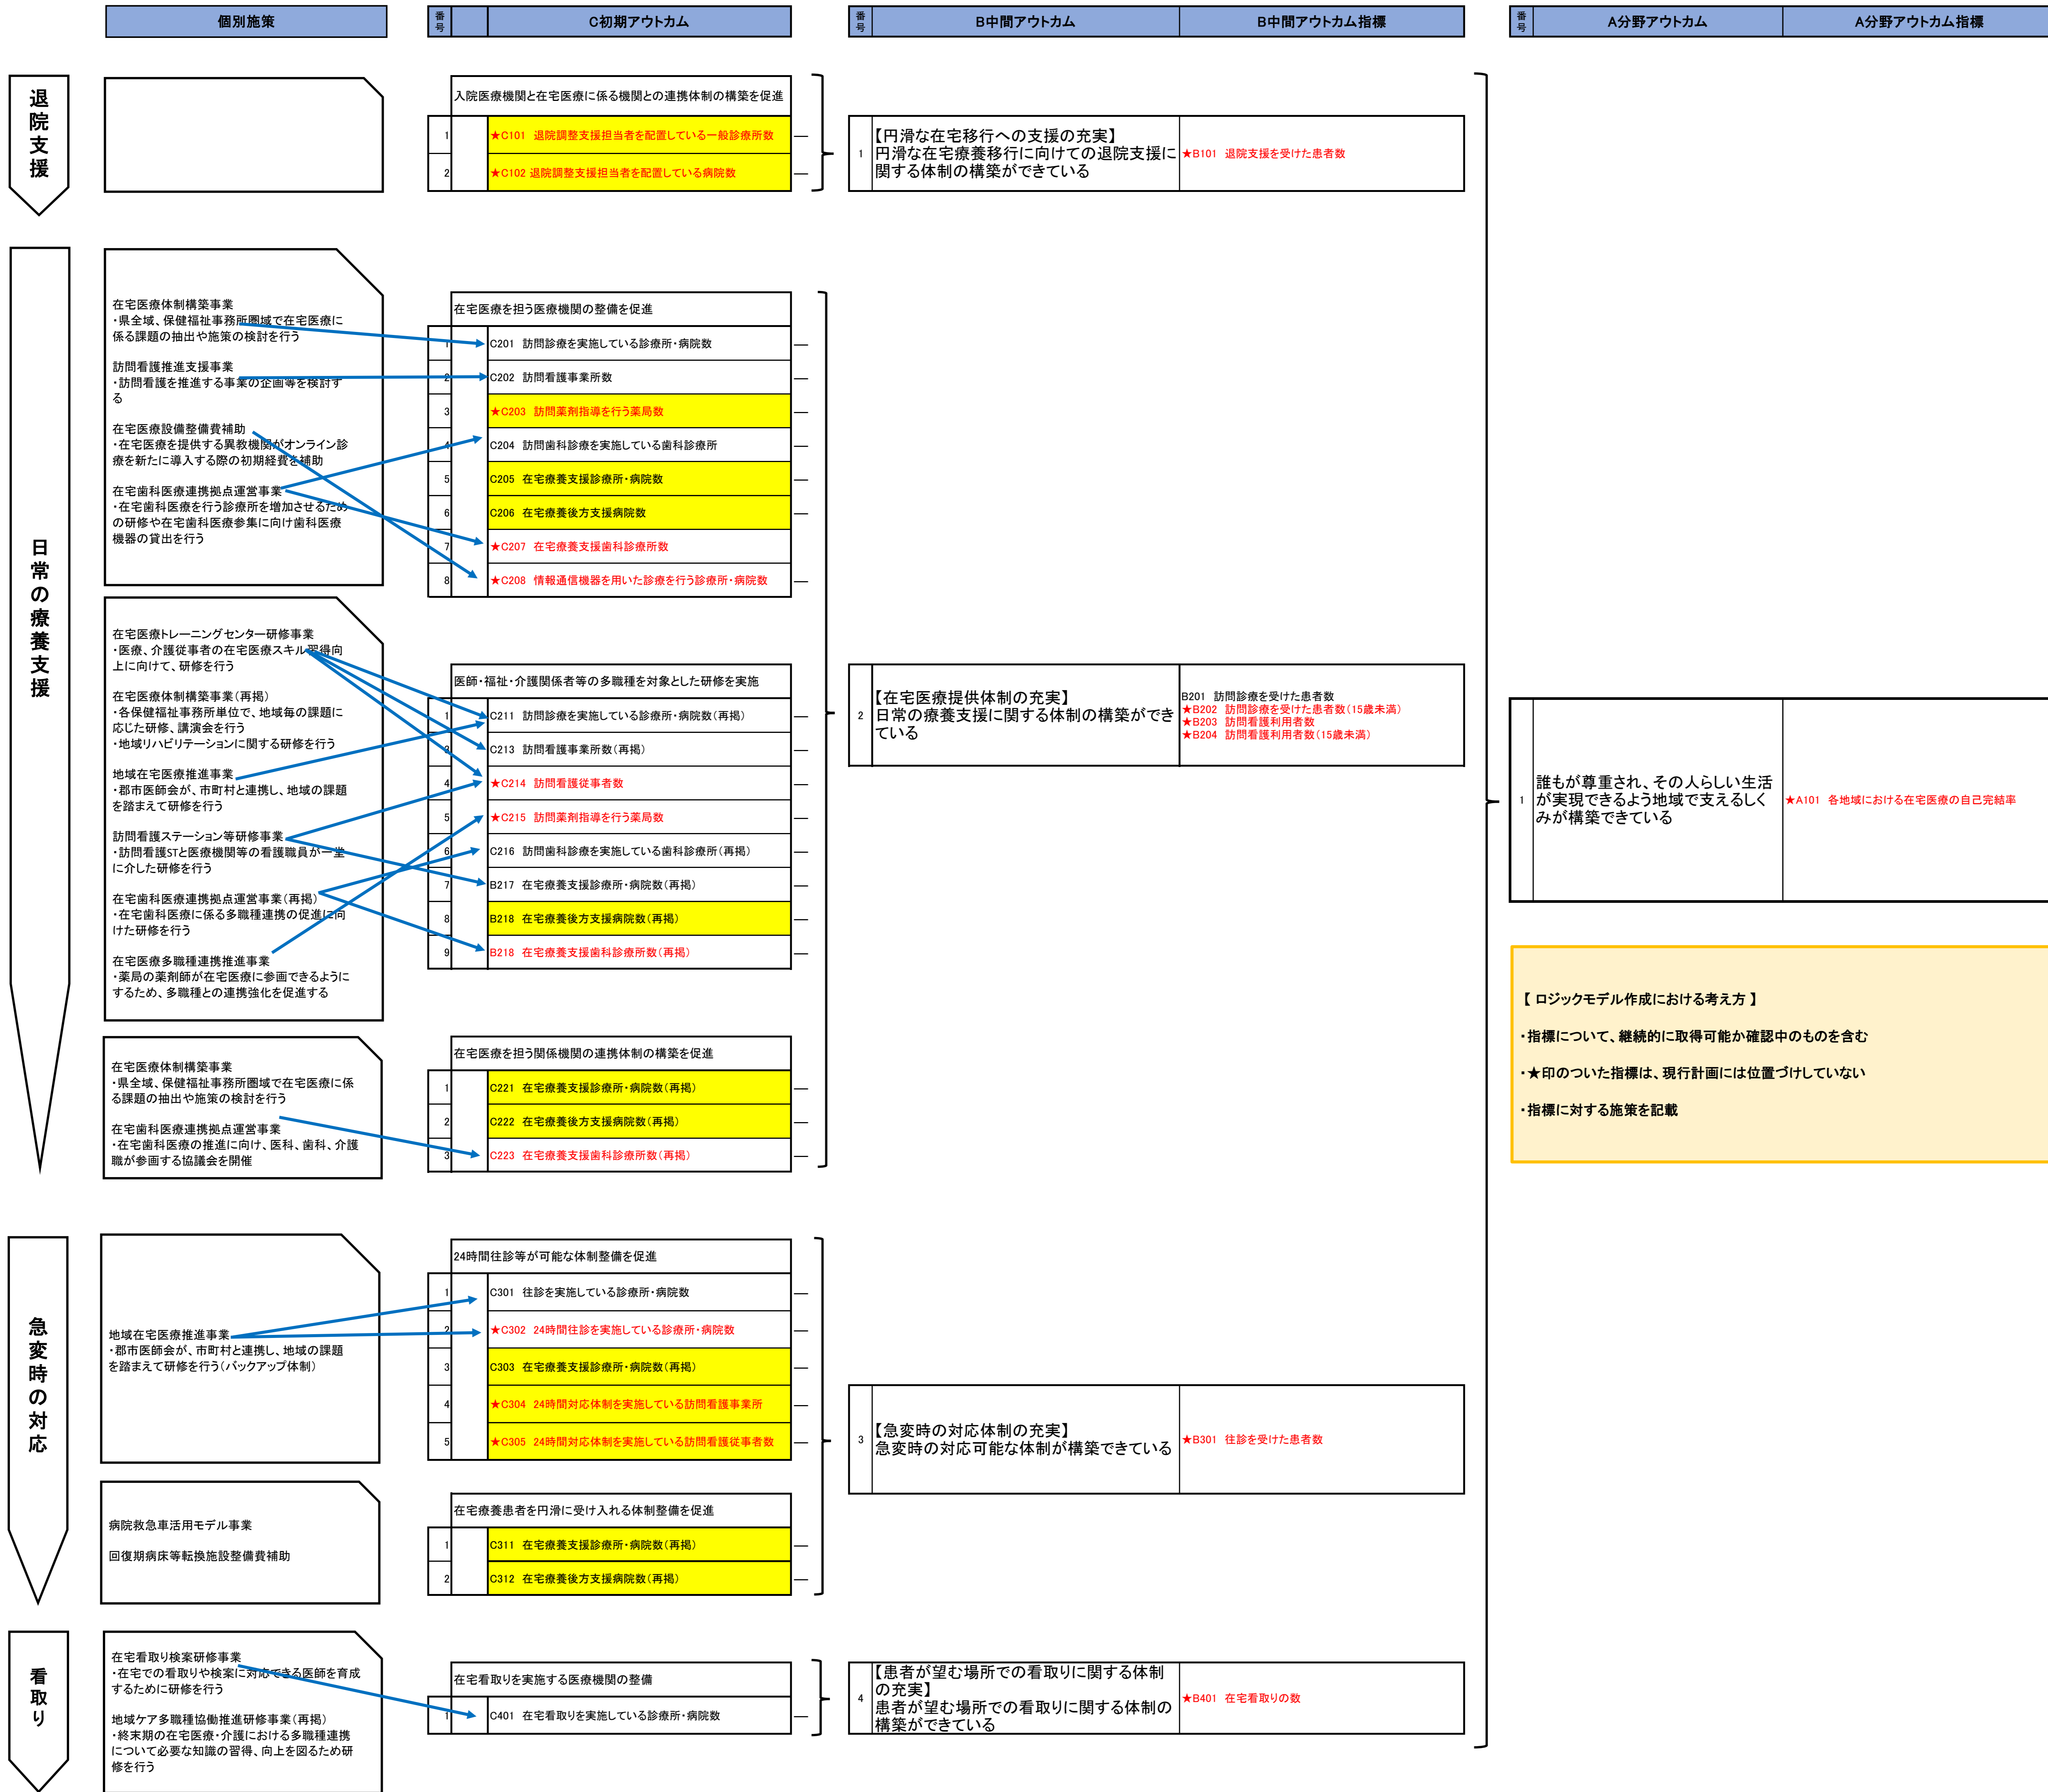 個別施策
番号
C初期アウトカム
番号
B中間アウトカム
B中間アウトカム指標
番号
A分野アウトカム
A分野アウトカム指標
退院支援
入院医療機関と在宅医療に係る機関との連携体制の構築を促進
1
★C101 退院調整支援担当者を配置している一般診療所数
2
★C102 退院調整支援担当者を配置している病院数
1
【円滑な在宅移行への支援の充実】
円滑な在宅療養移行に向けての退院支援に
関する体制の構築ができている
★B101 退院支援を受けた患者数
日常の療養支援
在宅医療体制構築事業
・県全域、保健福祉事務所圏域で在宅医療に
係る課題の抽出や施策の検討を行う
訪問看護推進支援事業
・訪問看護を推進する事業の企画等を検討す
る
在宅医療設備整備費補助
・在宅医療を提供する異教機関がオンライン診
療を新たに導入する際の初期経費を補助
在宅歯科医療連携拠点運営事業
・在宅歯科医療を行う診療所を増加させるため
の研修や在宅歯科医療参集に向け歯科医療
機器の貸出を行う
在宅医療を担う医療機関の整備を促進
1
C201 訪問診療を実施している診療所・病院数
2
C202 訪問看護事業所数
3
★C203 訪問薬剤指導を行う薬局数
4
C204 訪問歯科診療を実施している歯科診療所
5
C205 在宅療養支援診療所・病院数
6
C206 在宅療養後方支援病院数
7
★C207 在宅療養支援歯科診療所数
8
★C208 情報通信機器を用いた診療を行う診療所・病院数
在宅医療トレーニングセンター研修事業
・医療、介護従事者の在宅医療スキル習得向
上に向けて、研修を行う
在宅医療体制構築事業(再掲)
・各保健福祉事務所単位で、地域毎の課題に
応じた研修、講演会を行う
・地域リハビリテーションに関する研修を行う
地域在宅医療推進事業
・郡市医師会が、市町村と連携し、地域の課題
を踏まえて研修を行う
訪問看護ステーション等研修事業
・訪問看護STと医療機関等の看護職員が一堂
に介した研修を行う
在宅歯科医療連携拠点運営事業(再掲)
・在宅歯科医療に係る多職種連携の促進に向
けた研修を行う
在宅医療多職種連携推進事業
・薬局の薬剤師が在宅医療に参画できるように
するため、多職種との連携強化を促進する
医師・福祉・介護関係者等の多職種を対象とした研修を実施
1
C211 訪問診療を実施している診療所・病院数(再掲)
3
C213 訪問看護事業所数(再掲)
4
★C214 訪問看護従事者数
5
★C215 訪問薬剤指導を行う薬局数
6
C216 訪問歯科診療を実施している歯科診療所(再掲)
7
B217 在宅療養支援診療所・病院数(再掲)
8
B218 在宅療養後方支援病院数(再掲)
9
B218 在宅療養支援歯科診療所数(再掲)
2
【在宅医療提供体制の充実】
日常の療養支援に関する体制の構築ができ
ている
B201 訪問診療を受けた患者数
★B202 訪問診療を受けた患者数(15歳未満)
★B203 訪問看護利用者数
★B204 訪問看護利用者数(15歳未満)
1
誰もが尊重され、その人らしい生活
が実現できるよう地域で支えるしく
みが構築できている
★A101 各地域における在宅医療の自己完結率
【 ロジックモデル作成における考え方 】
・指標について、継続的に取得可能か確認中のものを含む
・★印のついた指標は、現行計画には位置づけしていない
・指標に対する施策を記載
在宅医療体制構築事業
・県全域、保健福祉事務所圏域で在宅医療に係
る課題の抽出や施策の検討を行う
在宅歯科医療連携拠点運営事業
・在宅歯科医療の推進に向け、医科、歯科、介護
職が参画する協議会を開催
在宅医療を担う関係機関の連携体制の構築を促進
1
C221 在宅療養支援診療所・病院数(再掲)
2
C222 在宅療養後方支援病院数(再掲)
3
C223 在宅療養支援歯科診療所数(再掲)
急変時の対応
地域在宅医療推進事業
・郡市医師会が、市町村と連携し、地域の課題
を踏まえて研修を行う(バックアップ体制)
24時間往診等が可能な体制整備を促進
1
C301 往診を実施している診療所・病院数
2
★C302 24時間往診を実施している診療所・病院数
3
C303 在宅療養支援診療所・病院数(再掲)
4
★C304 24時間対応体制を実施している訪問看護事業所
5
★C305 24時間対応体制を実施している訪問看護従事者数
3
【急変時の対応体制の充実】
急変時の対応可能な体制が構築できている
★B301 往診を受けた患者数
病院救急車活用モデル事業
回復期病床等転換施設整備費補助
在宅療養患者を円滑に受け入れる体制整備を促進
1
C311 在宅療養支援診療所・病院数(再掲)
2
C312 在宅療養後方支援病院数(再掲)
看取り
在宅看取り検案研修事業
・在宅での看取りや検案に対応できる医師を育成
するために研修を行う
地域ケア多職種協働推進研修事業(再掲)
・終末期の在宅医療・介護における多職種連携
について必要な知識の習得、向上を図るため研
修を行う
在宅看取りを実施する医療機関の整備
1
C401 在宅看取りを実施している診療所・病院数
4
【患者が望む場所での看取りに関する体制
の充実】
患者が望む場所での看取りに関する体制の
構築ができている
★B401 在宅看取りの数